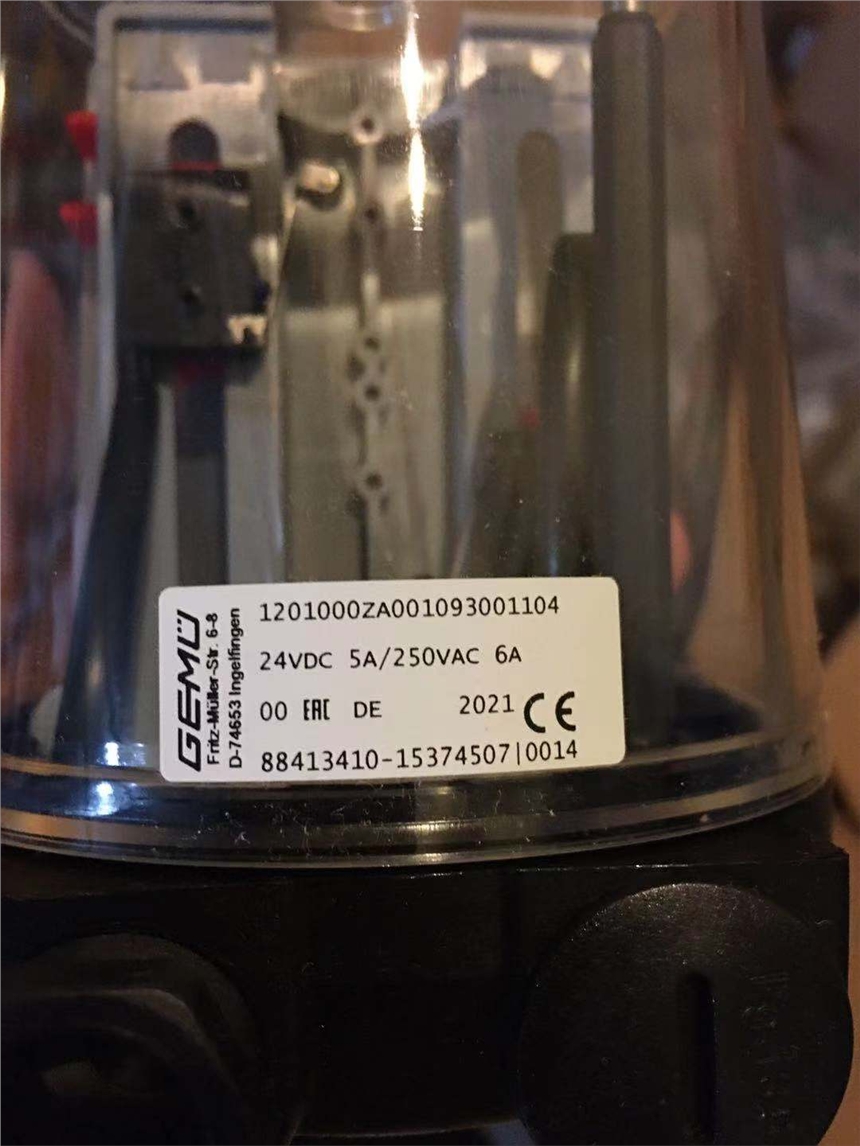 GEMÜ
Fritz-Müller-Str. 6-8
D-74653 Ingelfingen
1201000ZA001093001104
24VDC 5A/250VAC 6A
00 EAC DE 2021 CE
88413410-15374507|0014